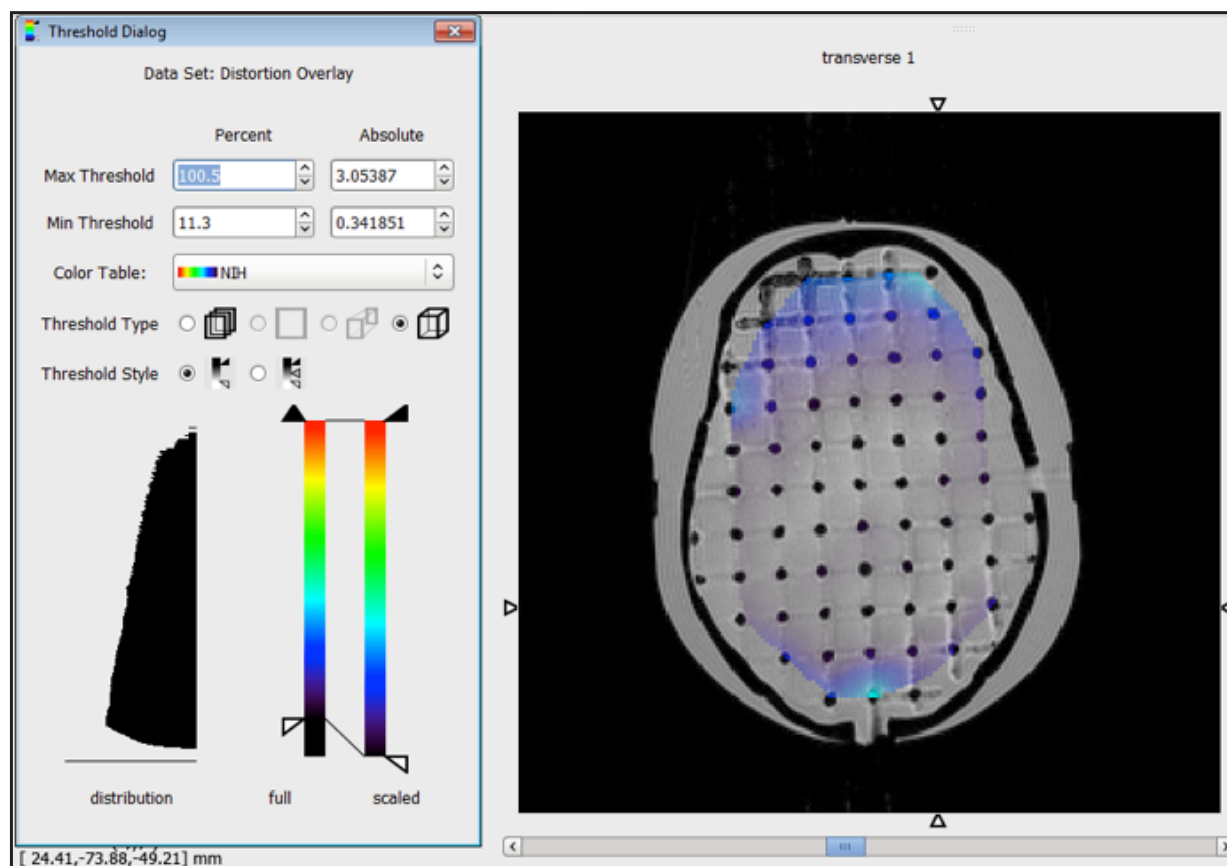 Threshold Dialog
Data Set: Distortion Overlay
Percent Absolute
Max Threshold 100.5 3.05387
Min Threshold 11.3 0.341851
Color Table: NIH
Threshold Type
Threshold Style
distribution full scaled
[ 24.41,-73.88,-49.21] mm
transverse 1